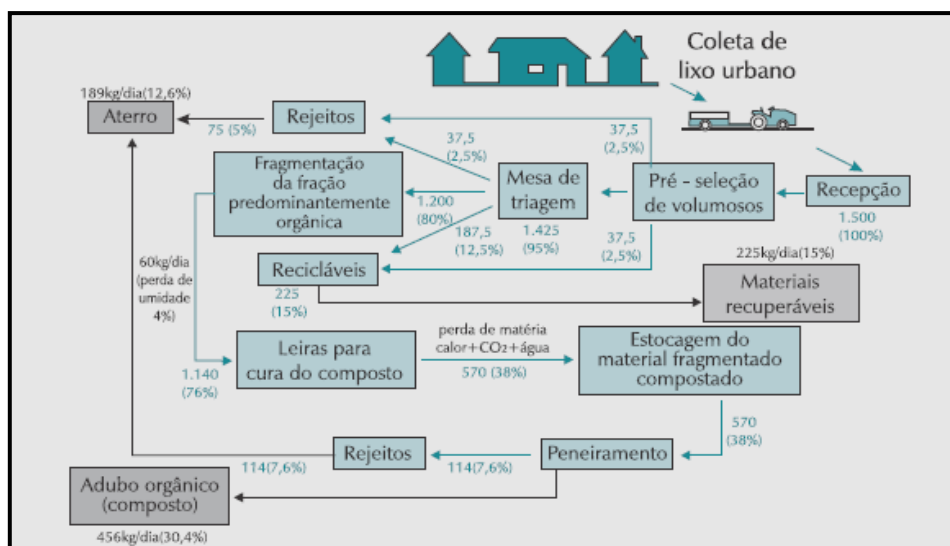 Coleta de
lixo urbano
189kg/dia(12,6%)
Aterro
75 (5%)
Rejeitos
37,5
(2,5%)
37,5
(2,5%)
Fragmentação
da fração
predominantemente
orgânica
1.200
(80%)
Mesa de
triagem
1.425
(95%)
Pré - seleção
de volumosos
Recepção
1.500
(100%)
187,5
(12,5%)
37,5
(2,5%)
60kg/dia
(perda de
umidade
4%)
Recicláveis
225
(15%)
225kg/dia(15%)
Materiais
recuperáveis
1.140
(76%)
Leiras para
cura do composto
perda de matéria
calor+CO2+água
570 (38%)
Estocagem do
material fragmentado
compostado
570
(38%)
Peneiramento
114(7,6%)
Rejeitos
114(7,6%)
Adubo orgânico
(composto)
456kg/dia(30,4%)